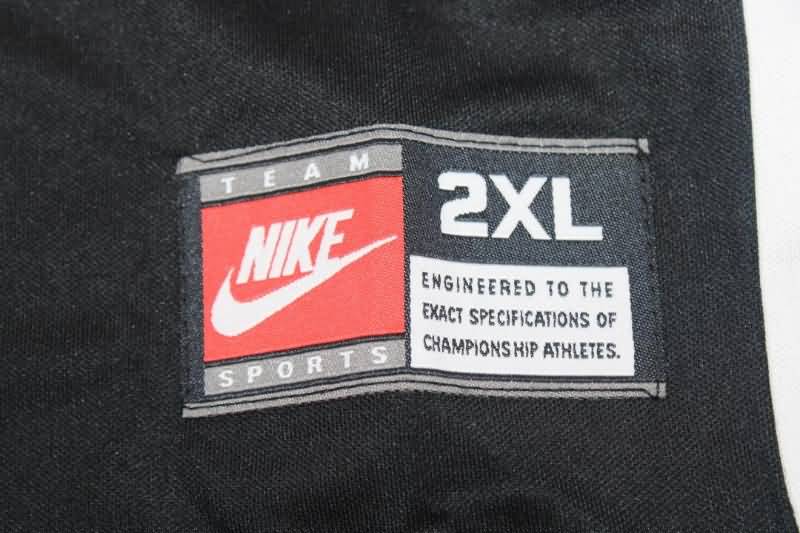 TEAM
NIKE
SPORTS
2XL
ENGINEERED TO THE
EXACT SPECIFICATIONS OF
CHAMPIONSHIP ATHLETES.